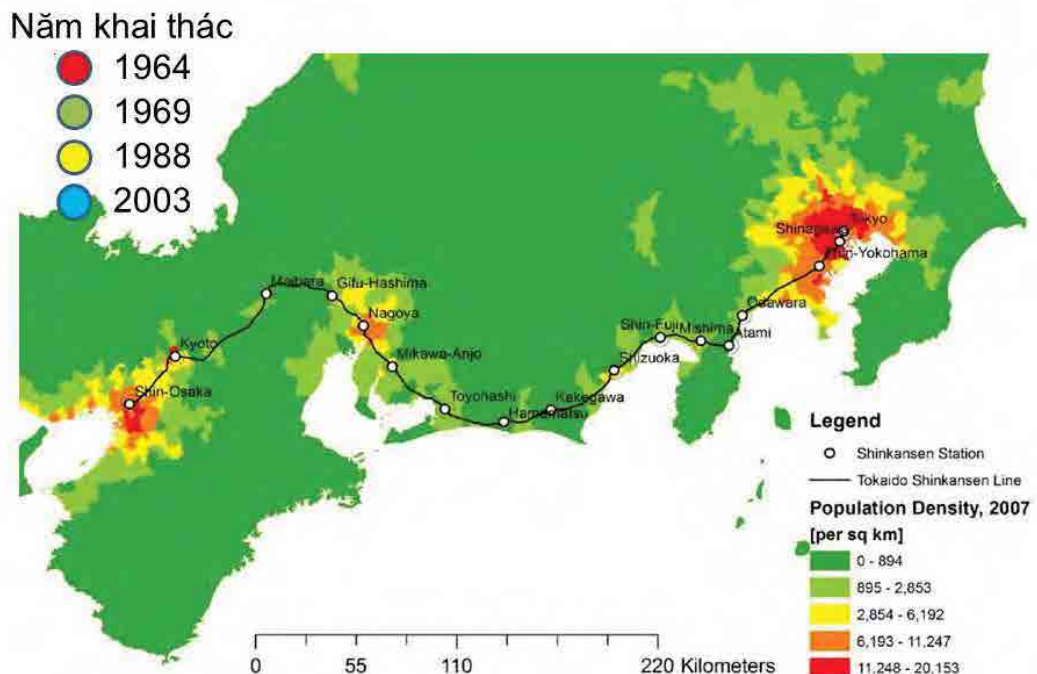 Năm khai thác
1964
1969
1988
2003
Tokyo
Shin-Yokohama
Odawara
Maibara
Gifu-Hashima
Nagoya
Shin-Fuji
Mishima
Atami
Kyoto
Mikawa-Anjo
Shizuoka
Shin-Osaka
Toyohashi
Kakegawa
Hamamatsu
Legend
Shinkansen Station
Tokaido Shinkansen Line
Population Density, 2007
[per sq km]
0 - 894
895 - 2,853
2,854 - 6,192
6,193 - 11,247
11,248 - 20,153
0 55 110 220 Kilometers